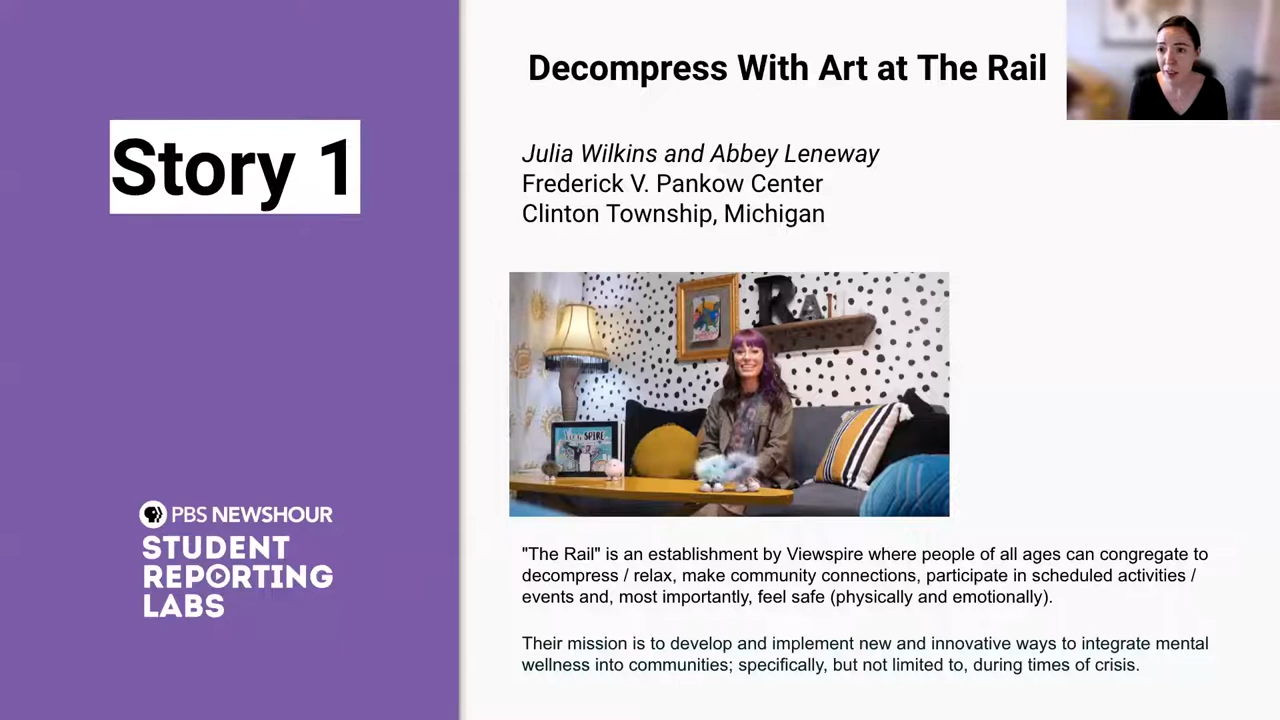 Decompress With Art at The Rail
Story 1
Julia Wilkins and Abbey Leneway
Frederick V. Pankow Center
Clinton Township, Michigan
RAIL
PBS NEWSHOUR
STUDENT
REPORTING
LABS
"The Rail" is an establishment by Viewspire where people of all ages can congregate to
decompress / relax, make community connections, participate in scheduled activities /
events and, most importantly, feel safe (physically and emotionally).
Their mission is to develop and implement new and innovative ways to integrate mental
wellness into communities; specifically, but not limited to, during times of crisis.